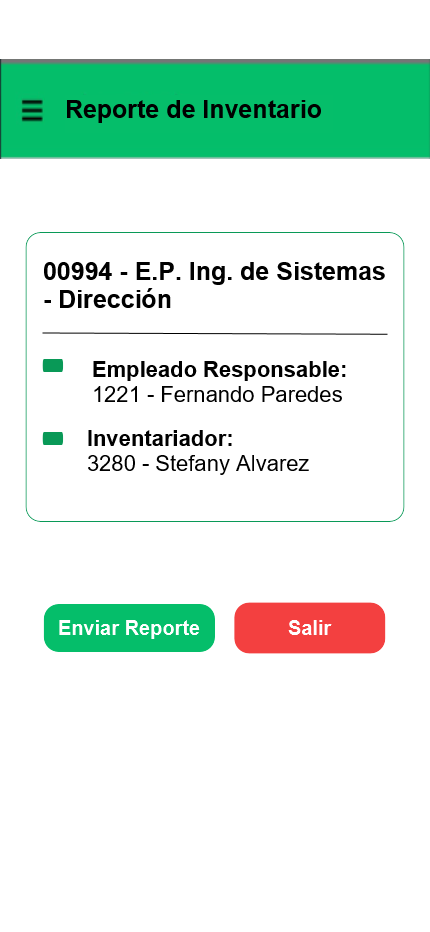 Reporte de Inventario
00994 - E.P. Ing. de Sistemas
- Dirección
Empleado Responsable:
1221 - Fernando Paredes
Inventariador:
3280 - Stefany Alvarez
Enviar Reporte
Salir